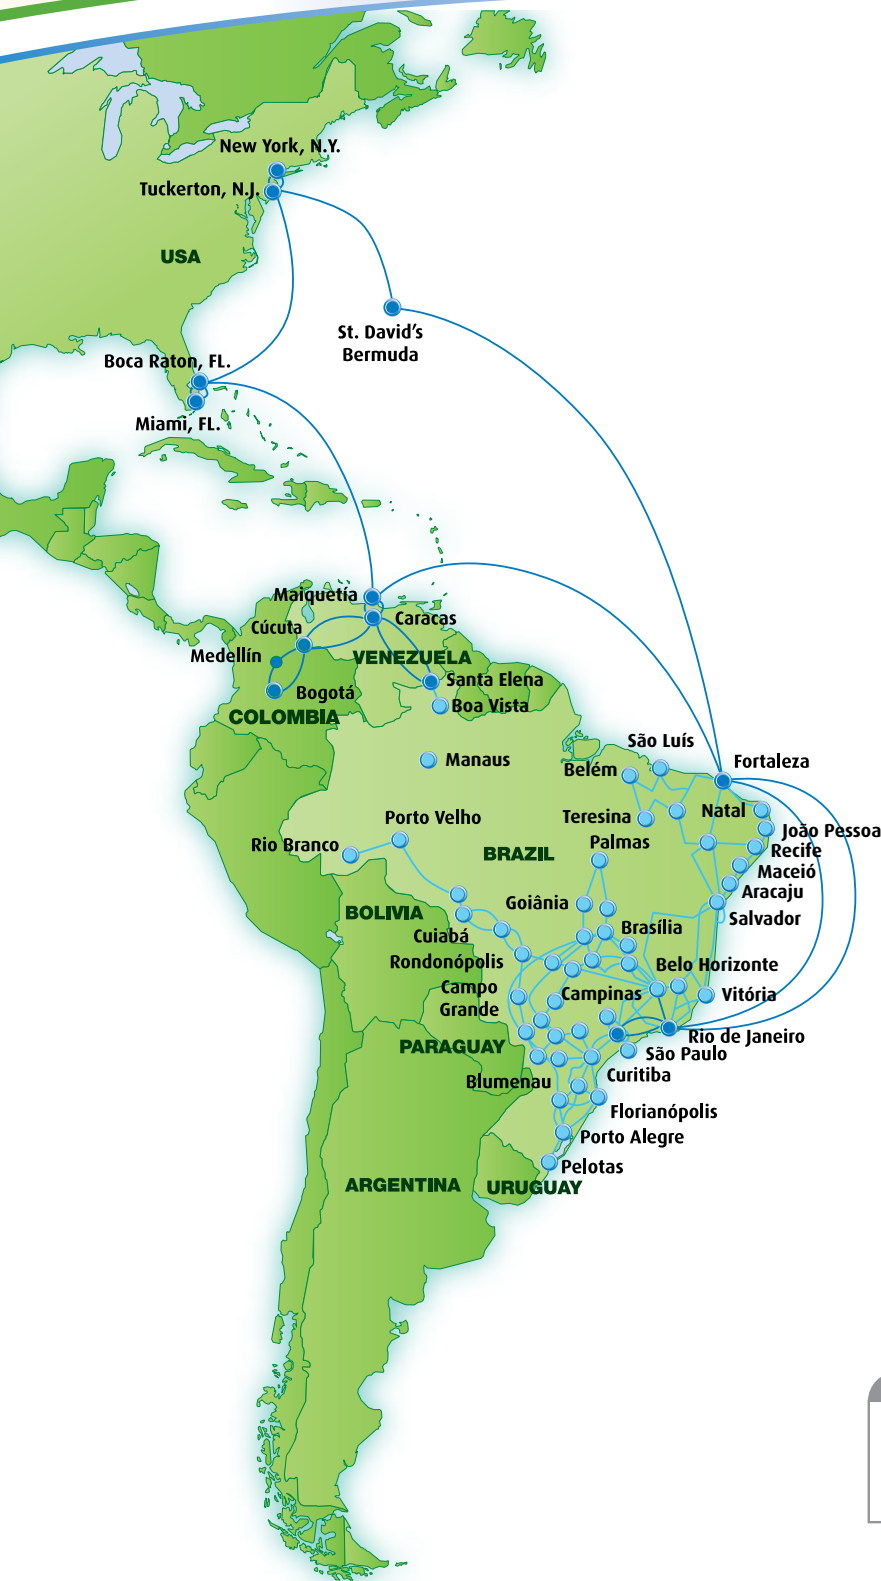 New York, N.Y.
Tuckerton, N.J.
USA
St. David's
Bermuda
Boca Raton, FL.
Miami, FL.
Maiquetía
Caracas
Cúcuta
Medellín
VENEZUELA
Santa Elena
Bogotá
Boa Vista
COLOMBIA
São Luís
Manaus
Fortaleza
Belém
Natal
Teresina
Porto Velho
João Pessoa
Palmas
Rio Branco
Recife
BRAZIL
Maceió
Aracaju
Goiânia
BOLIVIA
Salvador
Brasília
Cuiabá
Rondonópolis
Belo Horizonte
Campo
Grande
Campinas
Vitória
Rio de Janeiro
PARAGUAY
São Paulo
Curitiba
Blumenau
Florianópolis
Porto Alegre
Pelotas
ARGENTINA
URUGUAY